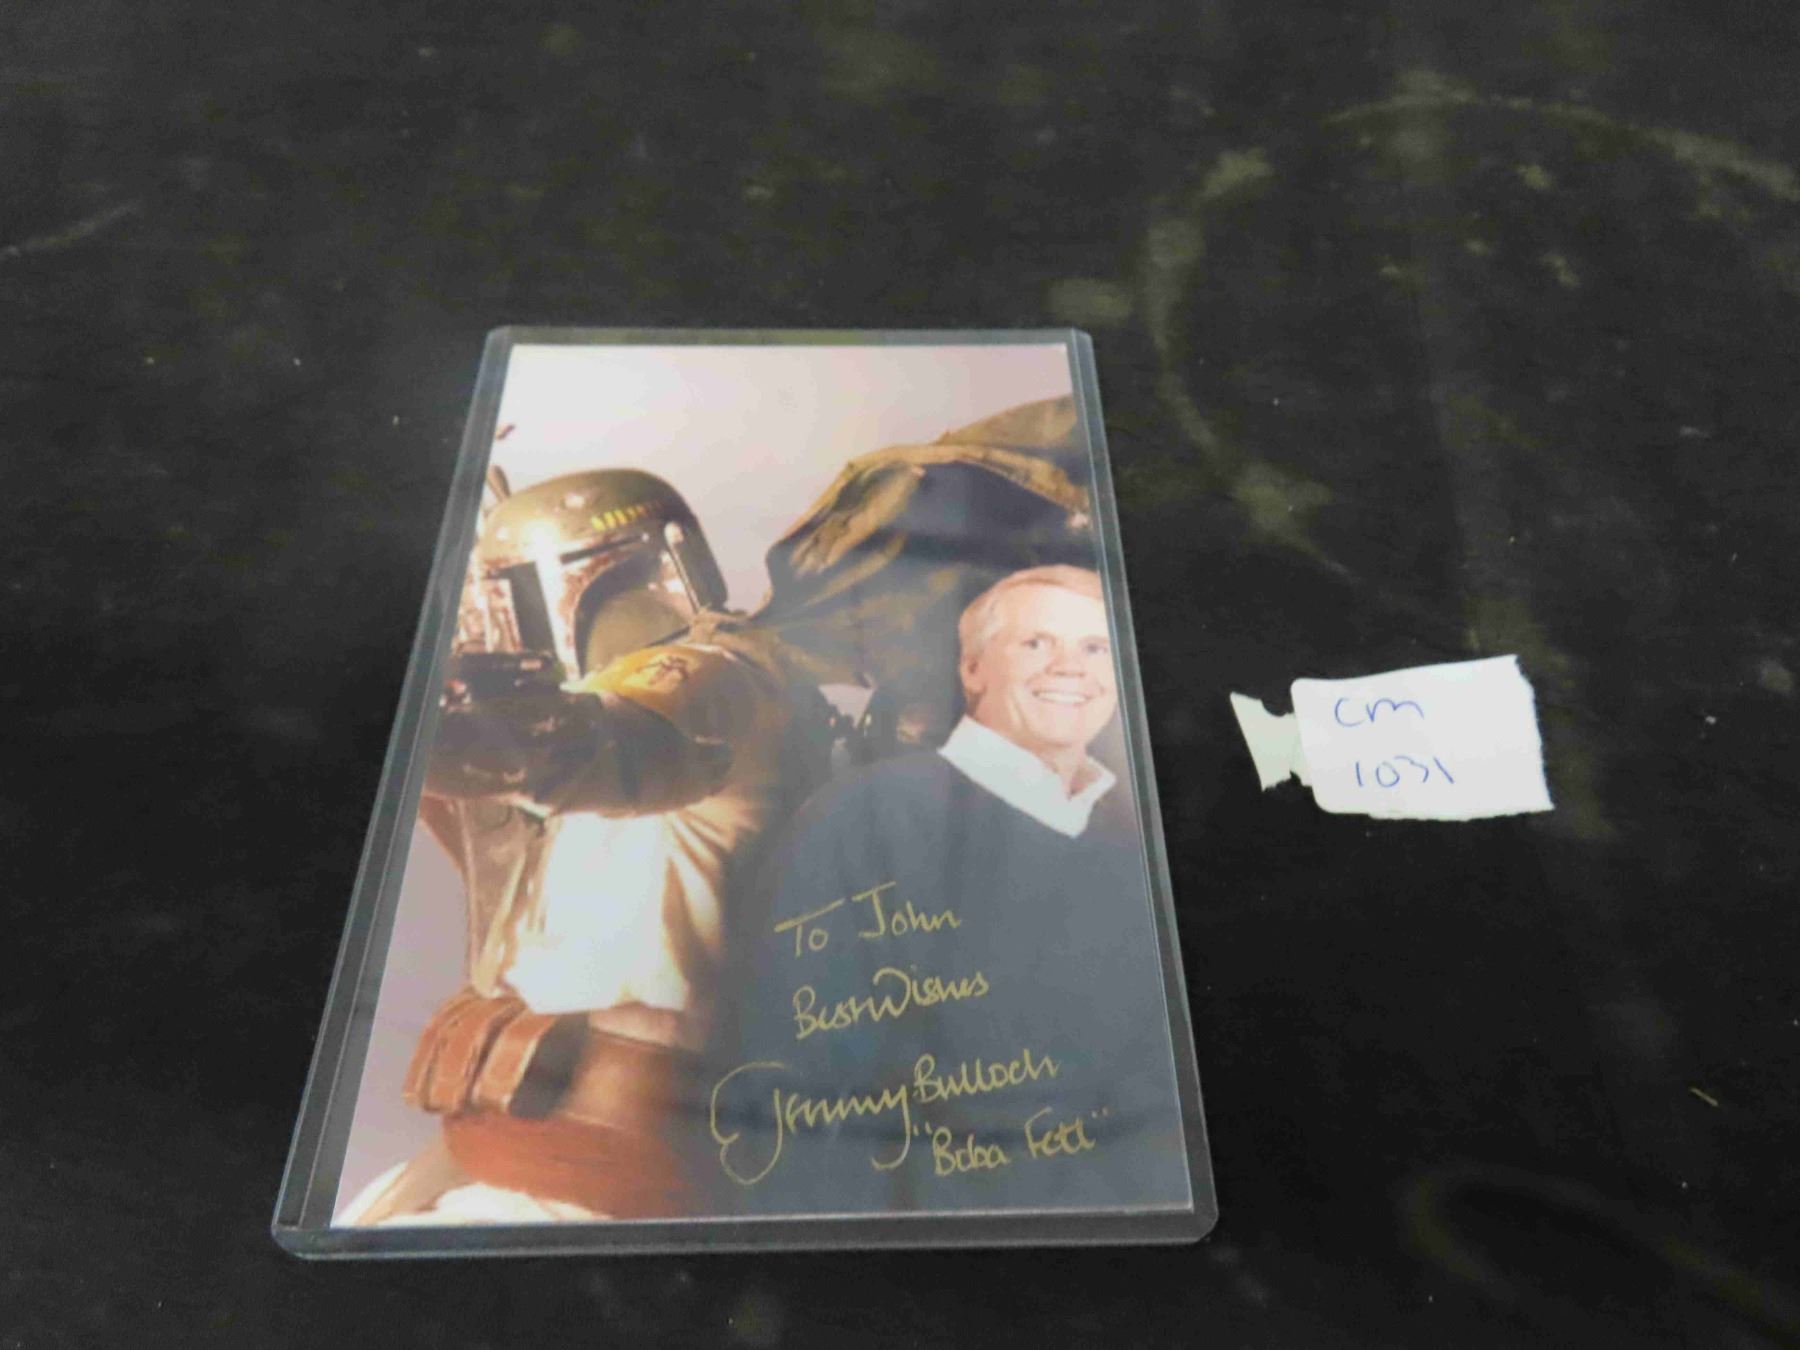 To John
Best Wishes
Jeremy Bulloch
"Boba Fett"
CM
1031